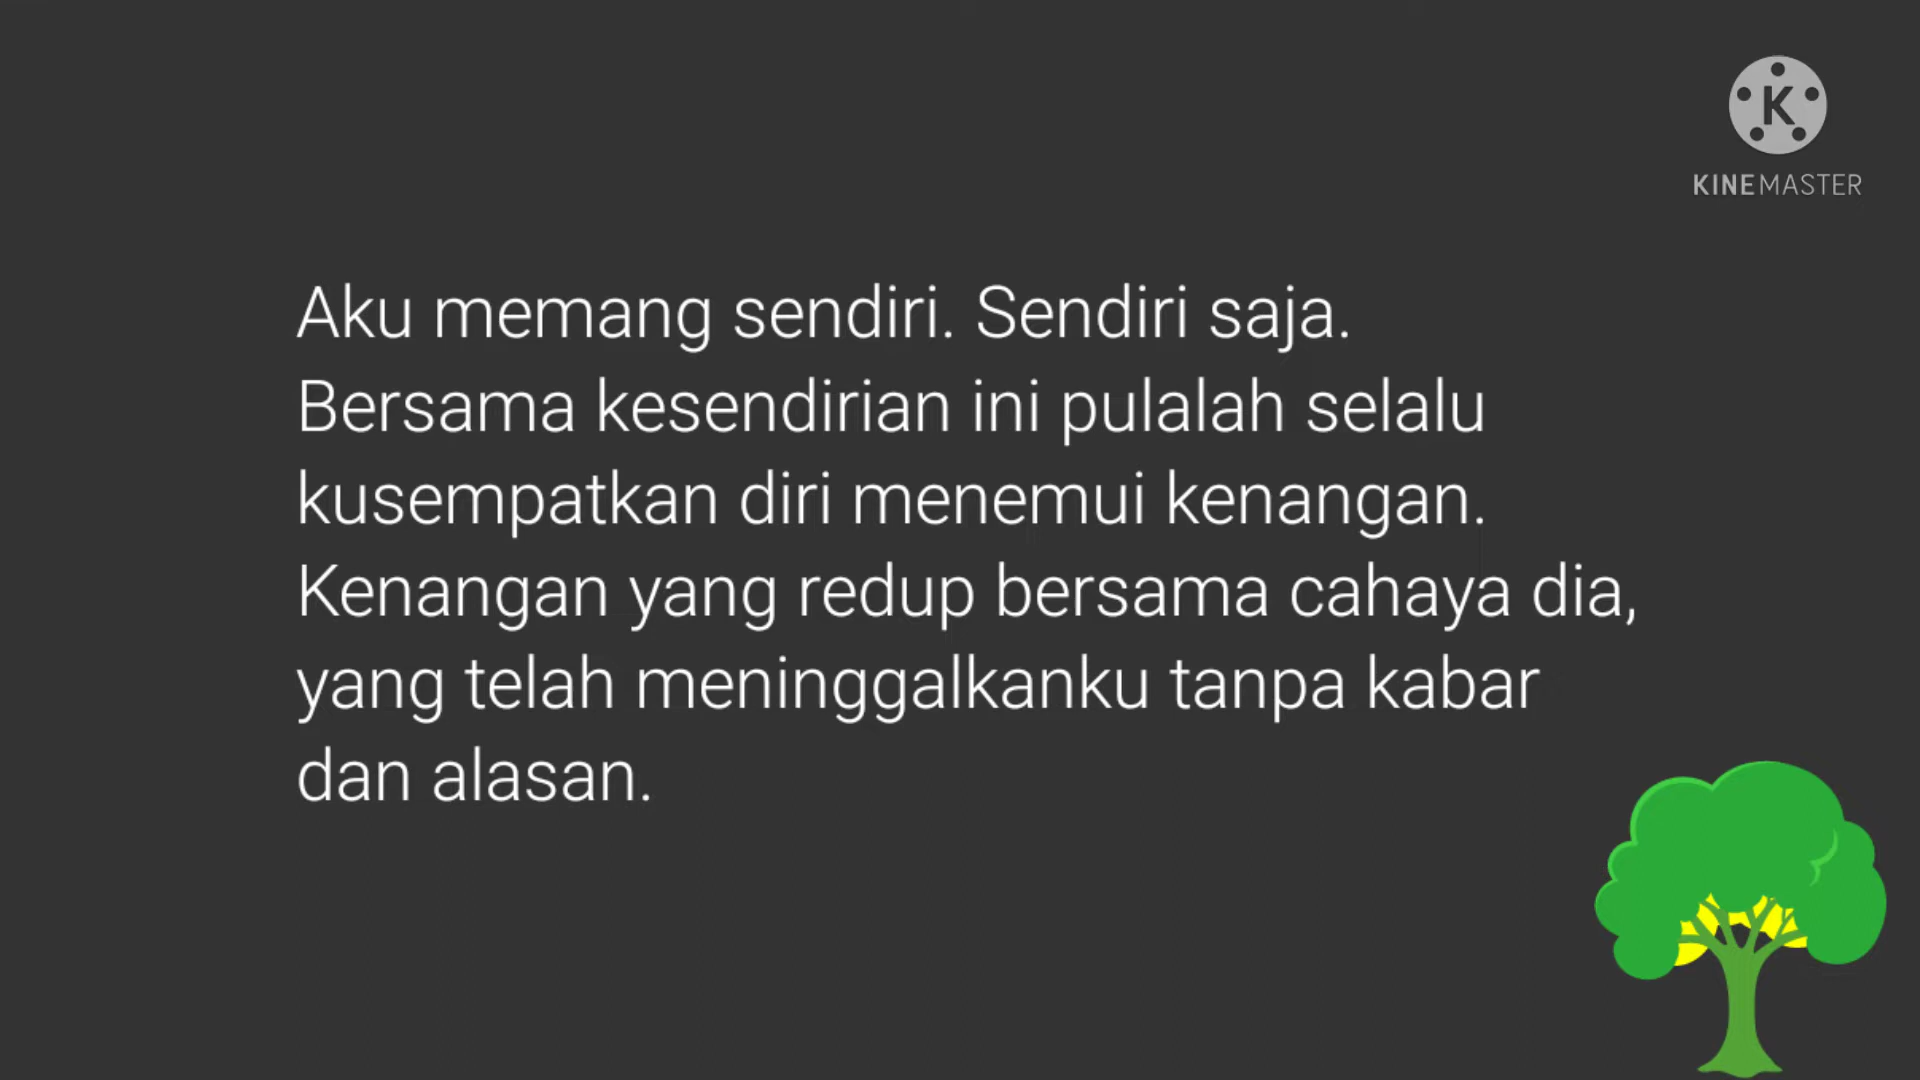 K
KINEMASTER
Aku memang sendiri. Sendiri saja.
Bersama kesendirian ini pulalah selalu
kusempatkan diri menemui kenangan.
Kenangan yang redup bersama cahaya dia,
yang telah meninggalkanku tanpa kabar
dan alasan.